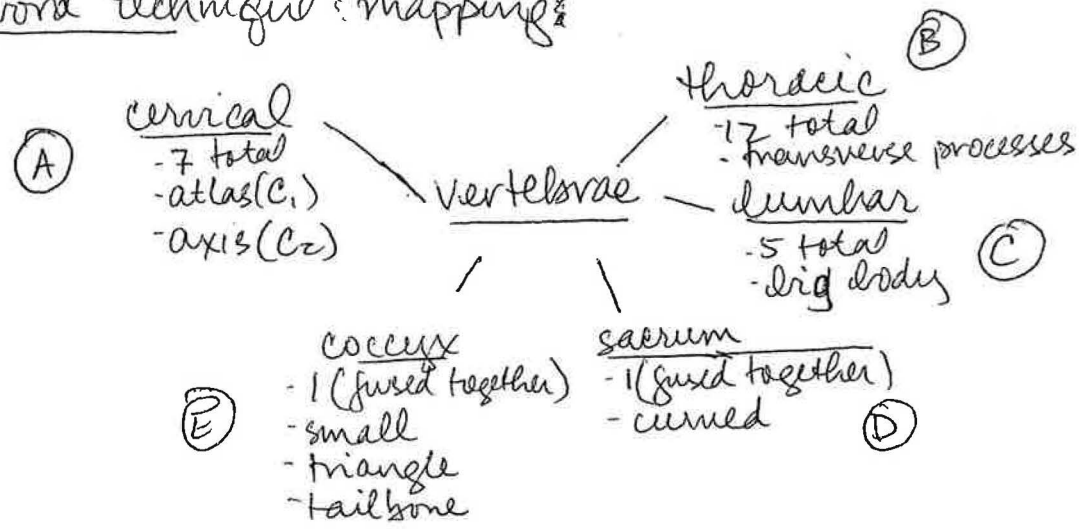 word technique: mapping:
A
cervical
- 7 total
- atlas (C1)
- axis (C2)
vertebrae
B
thoracic
- 12 total
- transverse processes
C
lumbar
- 5 total
- big body
E
coccyx
- 1 (fused together)
- small
- triangle
- tailbone
D
sacrum
- 1 (fused together)
- curved